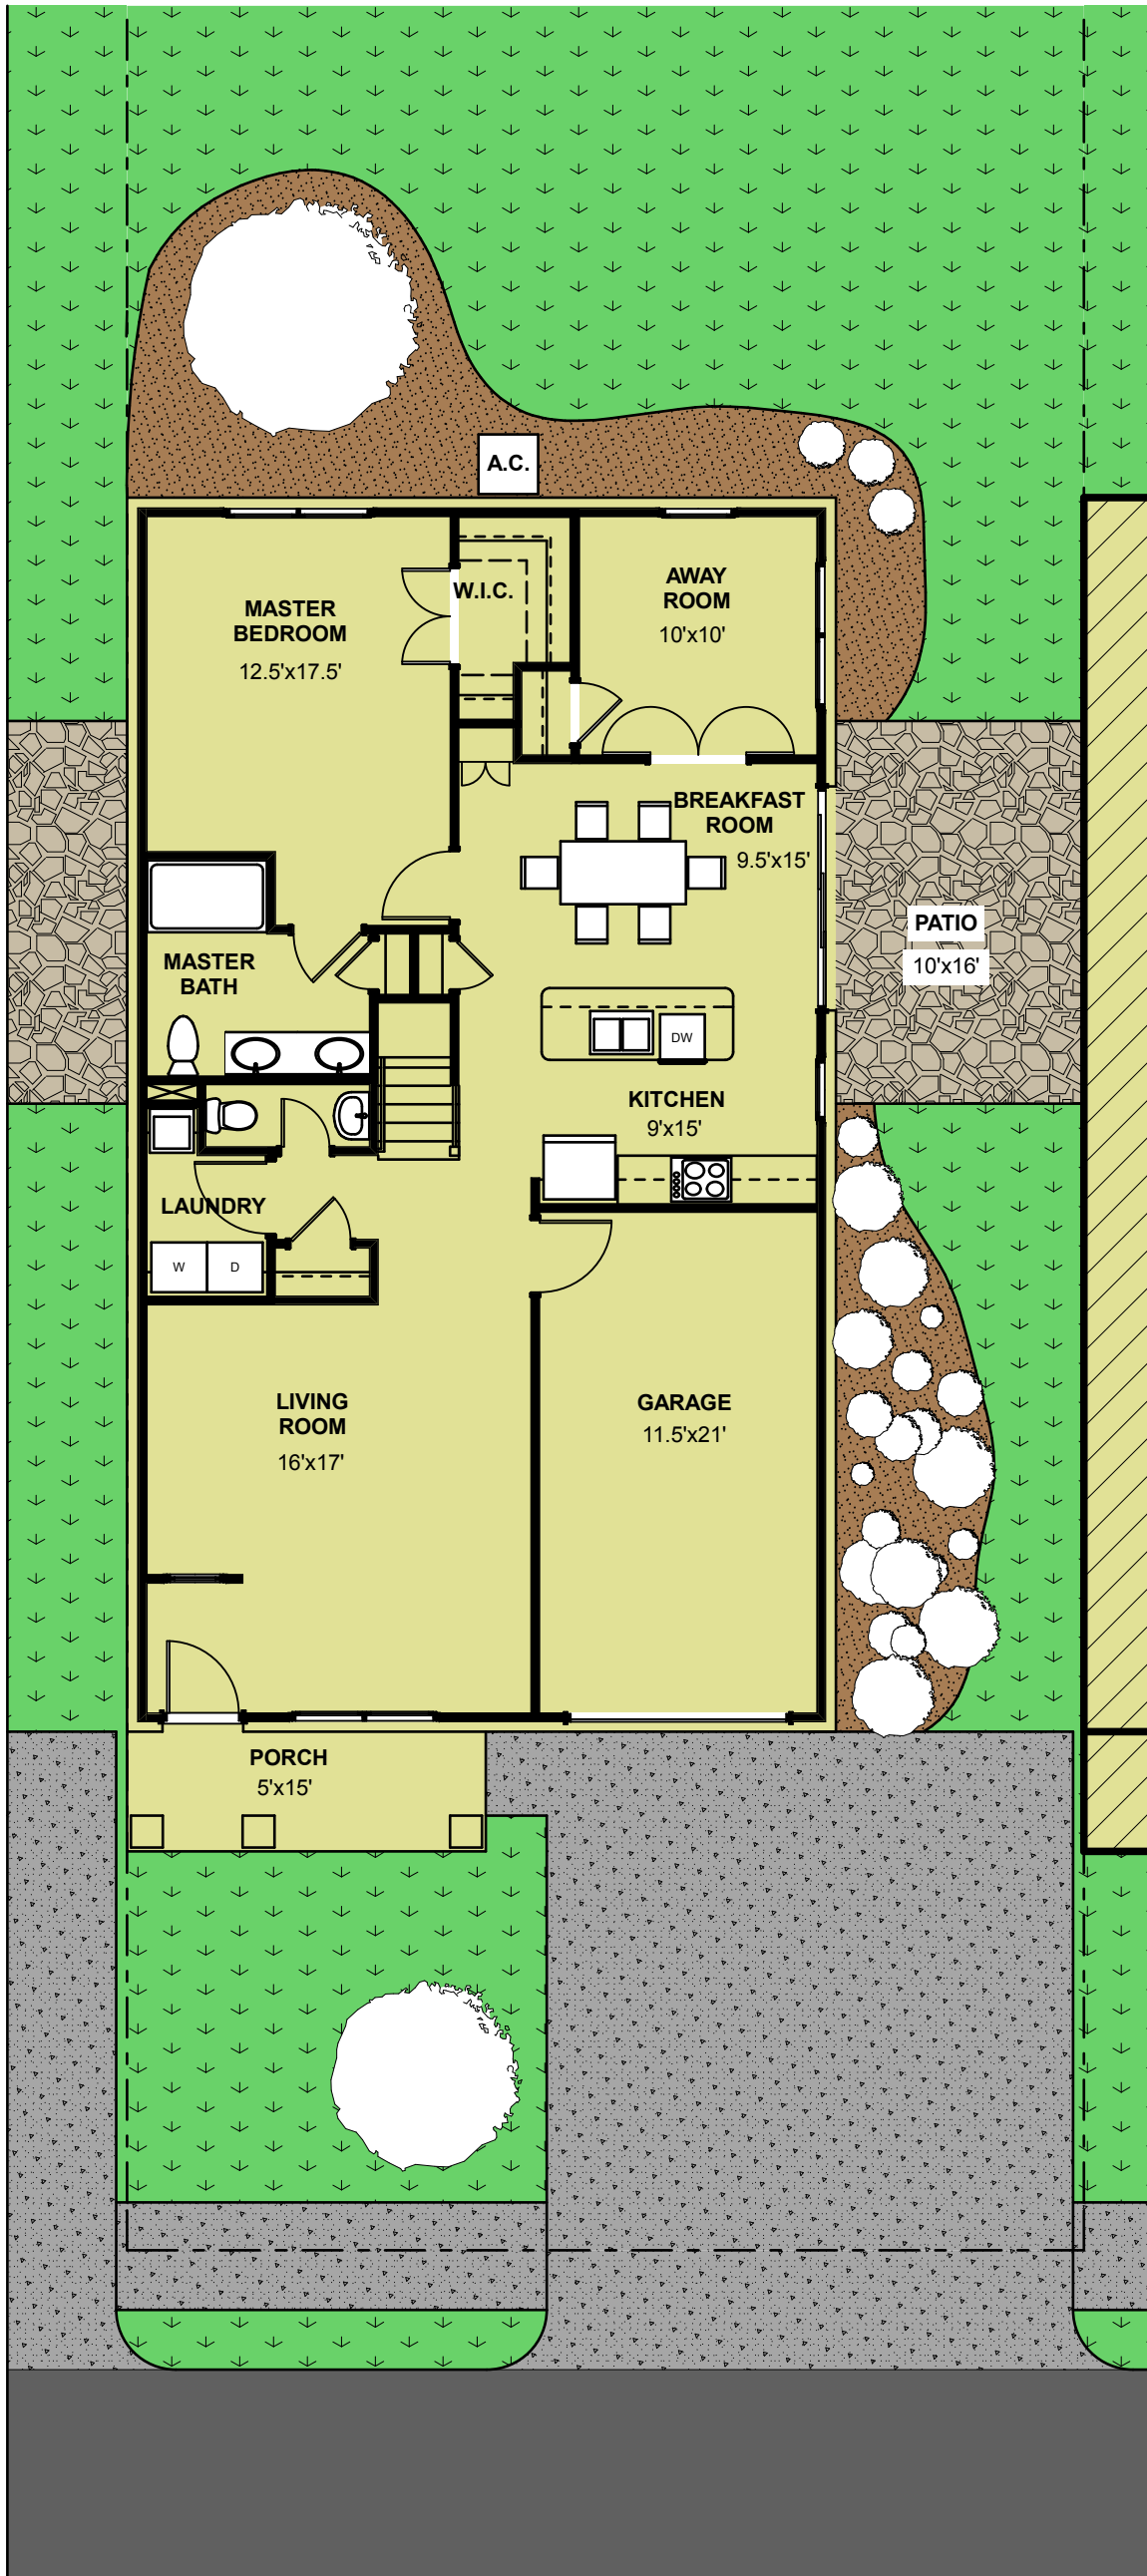 A.C.
MASTER
BEDROOM
12.5'x17.5'
W.I.C.
AWAY
ROOM
10'x10'
BREAKFAST
ROOM
9.5'x15'
PATIO
10'x16'
MASTER
BATH
DW
KITCHEN
9'x15'
LAUNDRY
W
D
LIVING
ROOM
16'x17'
GARAGE
11.5'x21'
PORCH
5'x15'